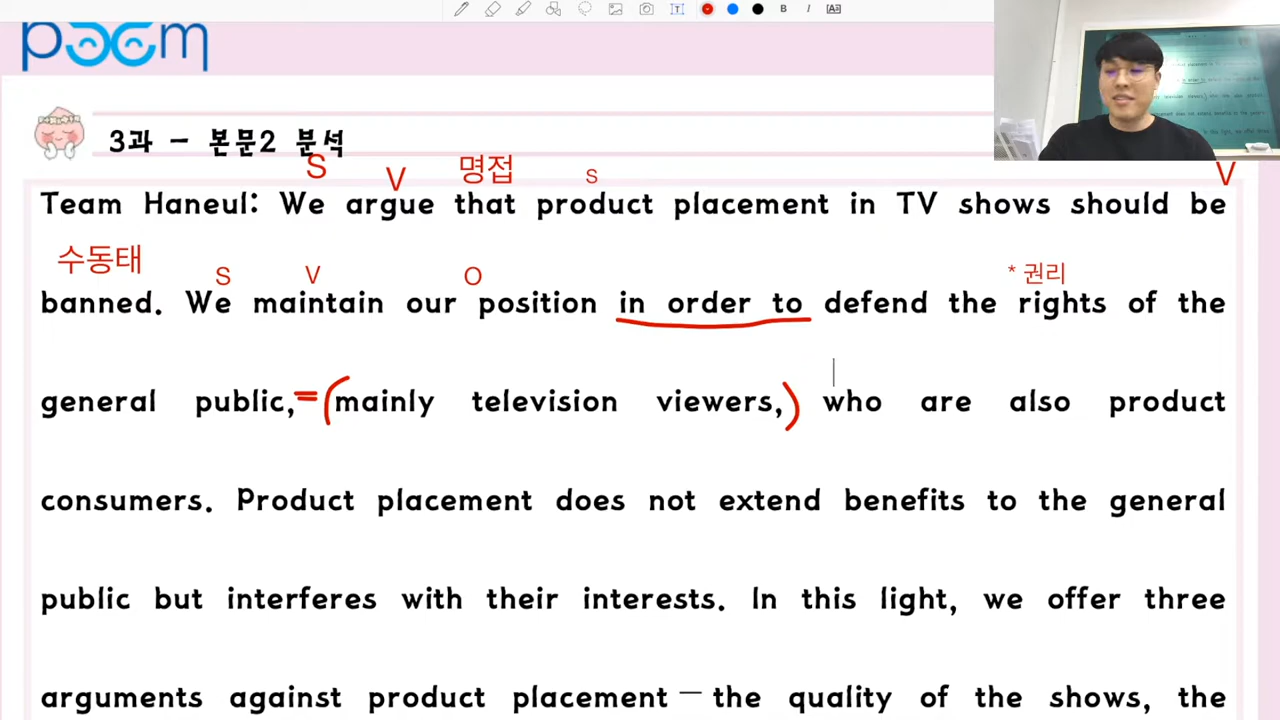 poem
B I A
3과 - 본문2 분석
S V 명접 S V
Team Haneul: We argue that product placement in TV shows should be
수동태 S V O * 권리
banned. We maintain our position in order to defend the rights of the
general public, = (mainly television viewers,) who are also product
consumers. Product placement does not extend benefits to the general
public but interferes with their interests. In this light, we offer three
arguments against product placement — the quality of the shows, the